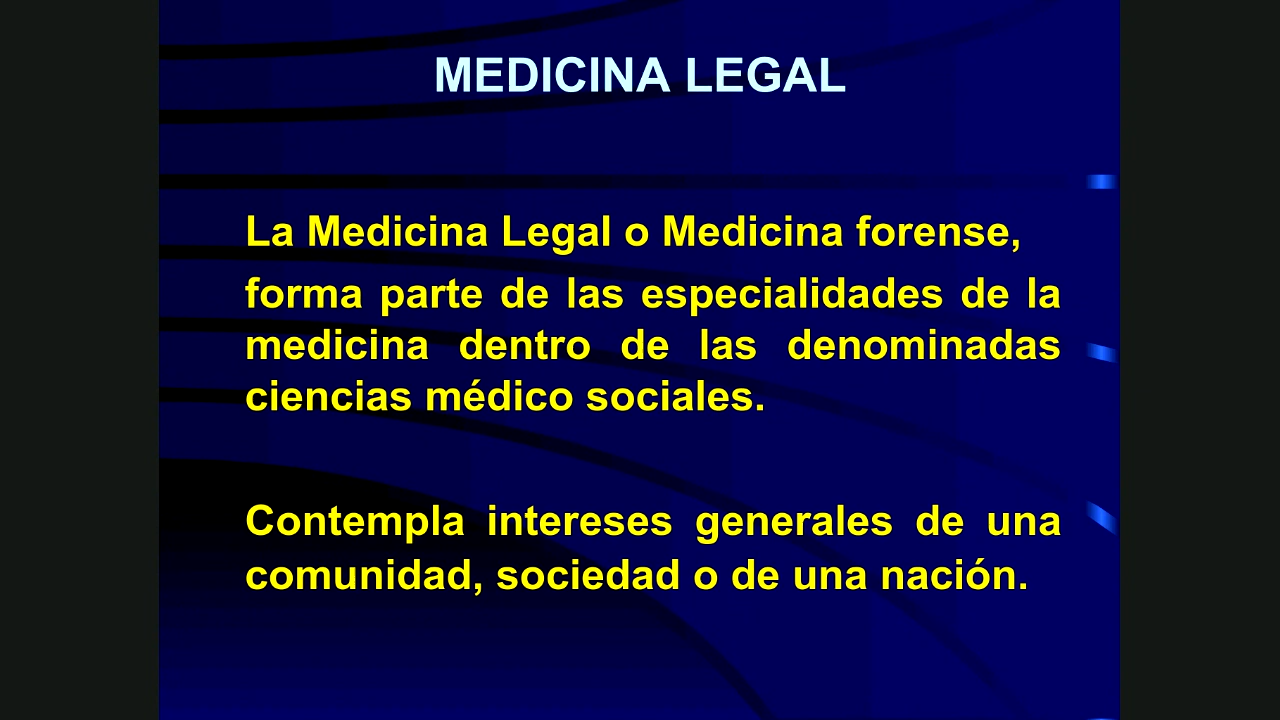 MEDICINA LEGAL
La Medicina Legal o Medicina forense,
forma parte de las especialidades de la
medicina dentro de las denominadas
ciencias médico sociales.
Contempla intereses generales de una
comunidad, sociedad o de una nación.